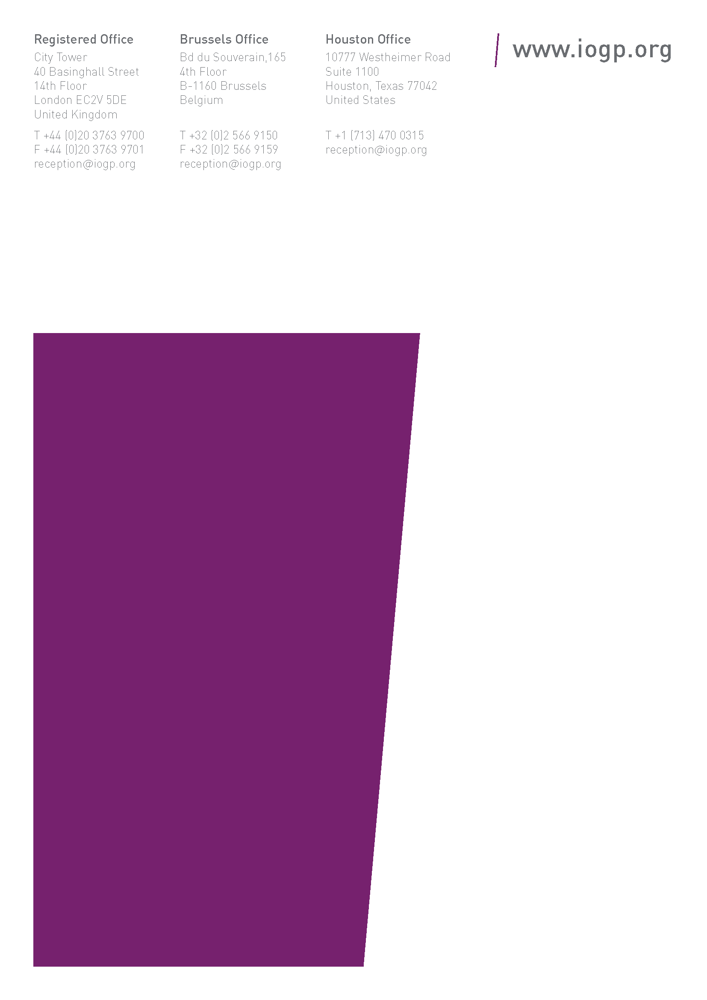 Registered Office
City Tower
40 Basinghall Street
14th Floor
London EC2V 5DE
United Kingdom
T +44 (0)20 3763 9700
F +44 (0)20 3763 9701
reception@iogp.org
Brussels Office
Bd du Souverain,165
4th Floor
B-1160 Brussels
Belgium
T +32 (0)2 566 9150
F +32 (0)2 566 9159
reception@iogp.org
Houston Office
10777 Westheimer Road
Suite 1100
Houston, Texas 77042
United States
T +1 (713) 470 0315
reception@iogp.org
www.iogp.org